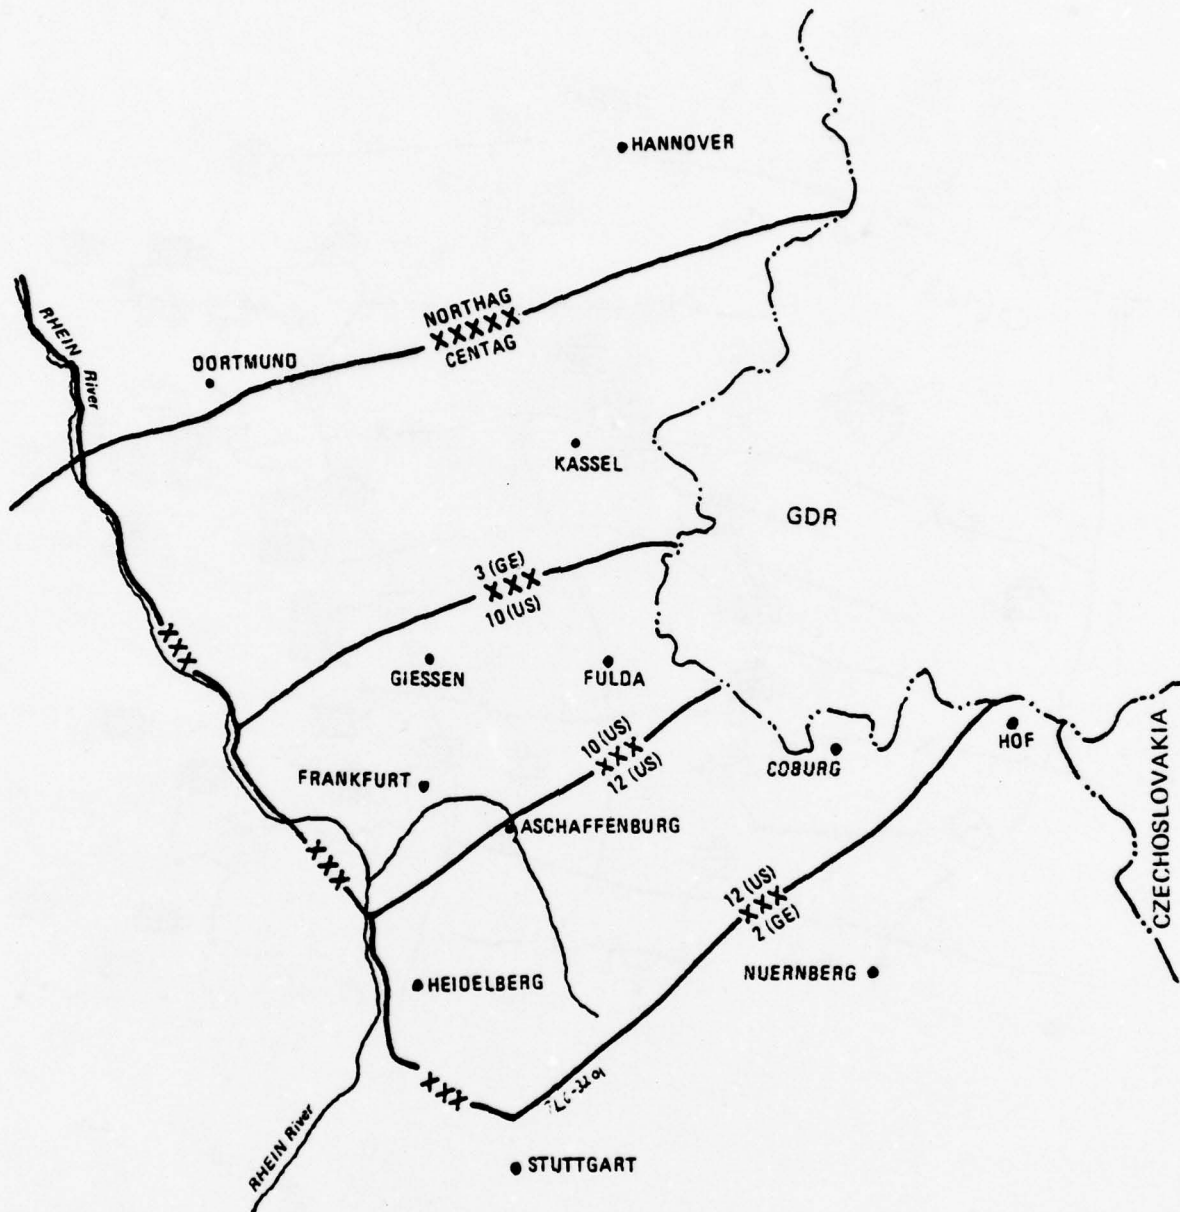 HANNOVER
NORTHAG
XXXXX
CENTAG
RHEIN River
DORTMUND
KASSEL
GDR
3 (GE)
XXX
10 (US)
XXX
GIESSEN
FULDA
10 (US)
XXX
12 (US)
HOF
COBURG
CZECHOSLOVAKIA
FRANKFURT
ASCHAFFENBURG
XXX
12 (US)
XXX
2 (GE)
NUERNBERG
HEIDELBERG
XXX
RHEIN River
STUTTGART